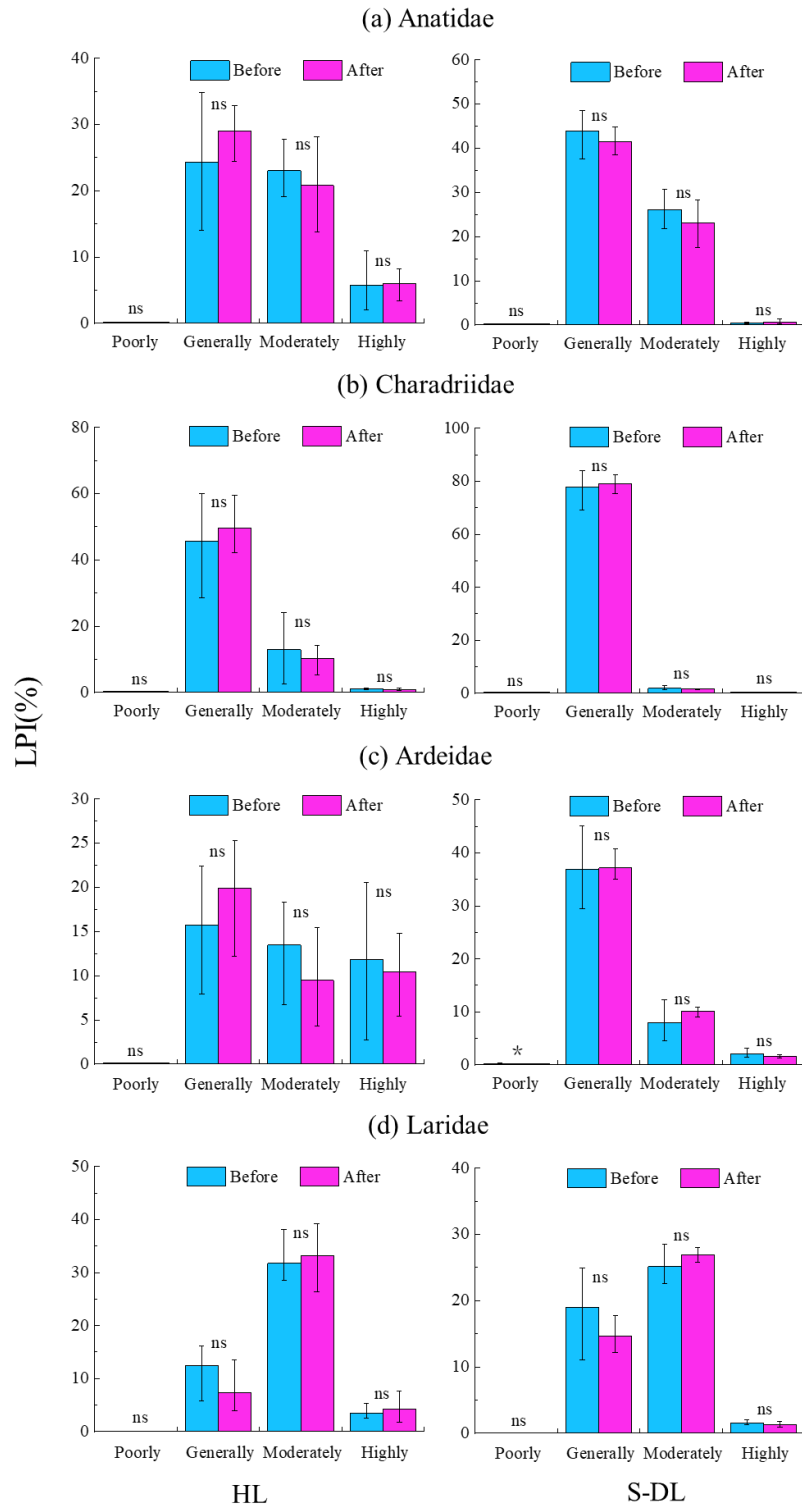 (a) Anatidae
40
30
20
10
0
Before After
ns
ns
ns
ns
Poorly Generally Moderately Highly
60
50
40
30
20
10
0
Before After
ns
ns
ns
ns
Poorly Generally Moderately Highly
(b) Charadriidae
80
60
40
20
0
Before After
ns
ns
ns
ns
Poorly Generally Moderately Highly
100
80
60
40
20
0
Before After
ns
ns
ns
ns
Poorly Generally Moderately Highly
LPI(%)
(c) Ardeidae
30
25
20
15
10
5
0
Before After
ns
ns
ns
ns
Poorly Generally Moderately Highly
50
40
30
20
10
0
Before After
*
ns
ns
ns
Poorly Generally Moderately Highly
(d) Laridae
50
40
30
20
10
0
Before After
ns
ns
ns
ns
Poorly Generally Moderately Highly
40
30
20
10
0
Before After
ns
ns
ns
ns
Poorly Generally Moderately Highly
HL
S-DL